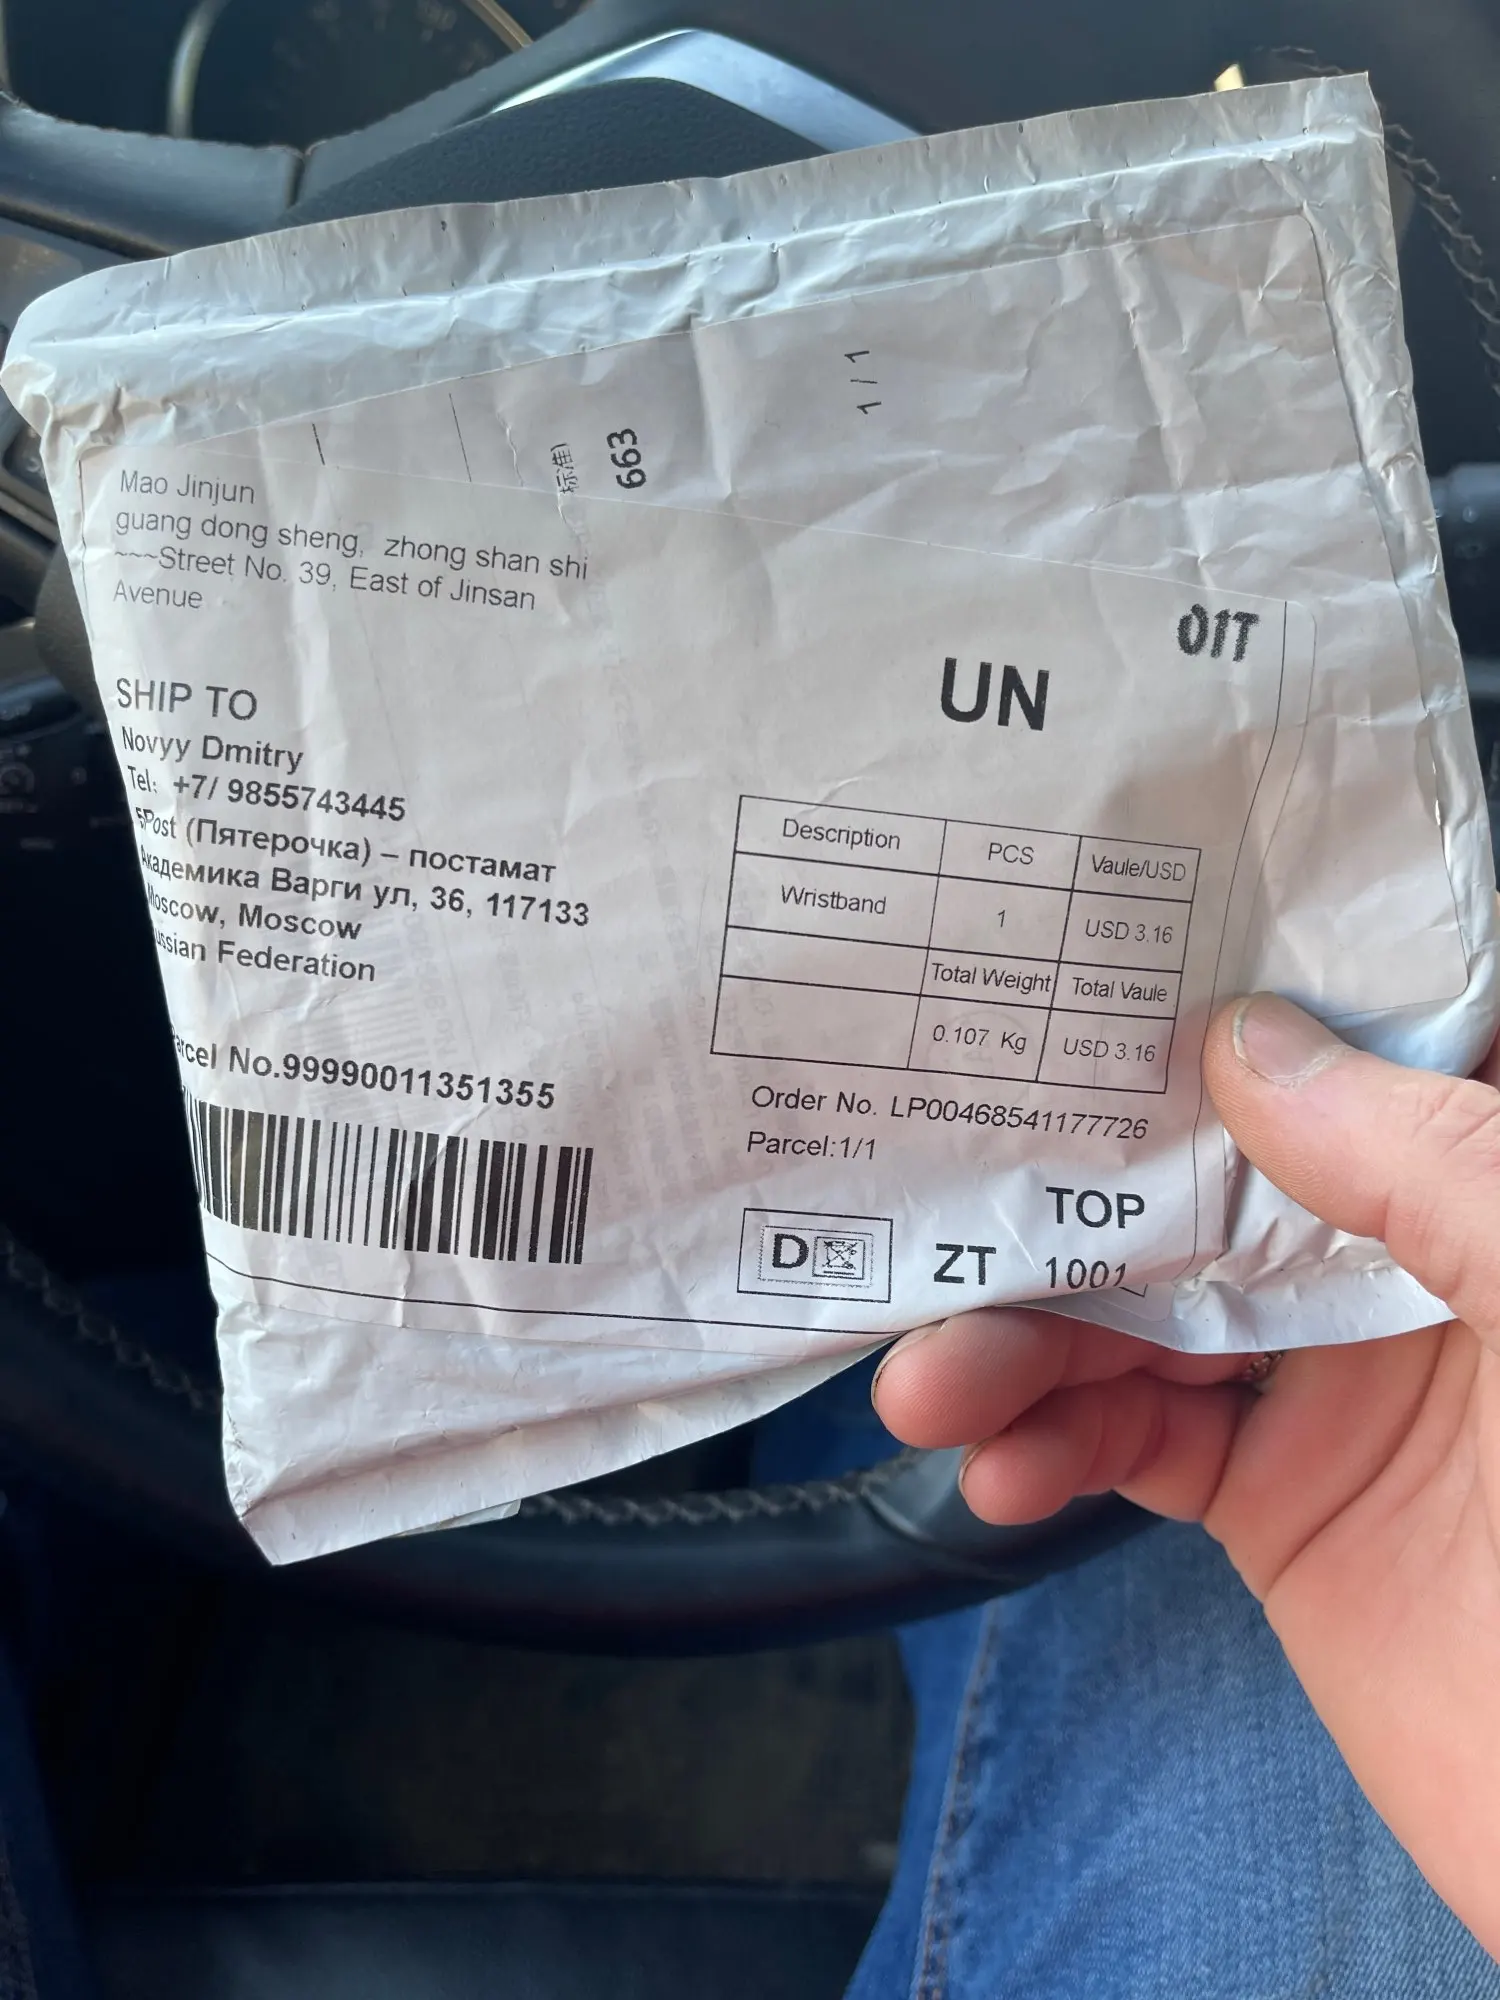 标准)
663
1 / 1
Mao Jinjun
guang dong sheng, zhong shan shi
~~~Street No. 39, East of Jinsan
Avenue
01T
UN
SHIP TO
Novyy Dmitry
Tel: +7/ 9855743445
5Post (Пятерочка) – постамат
Академика Варги ул, 36, 117133
Moscow, Moscow
ussian Federation
Description PCS Vaule/USD
Wristband 1 USD 3.16
Total Weight Total Vaule
0.107 Kg USD 3.16
arcel No.99990011351355
Order No. LP00468541177726
Parcel:1/1
D ZT TOP
1001